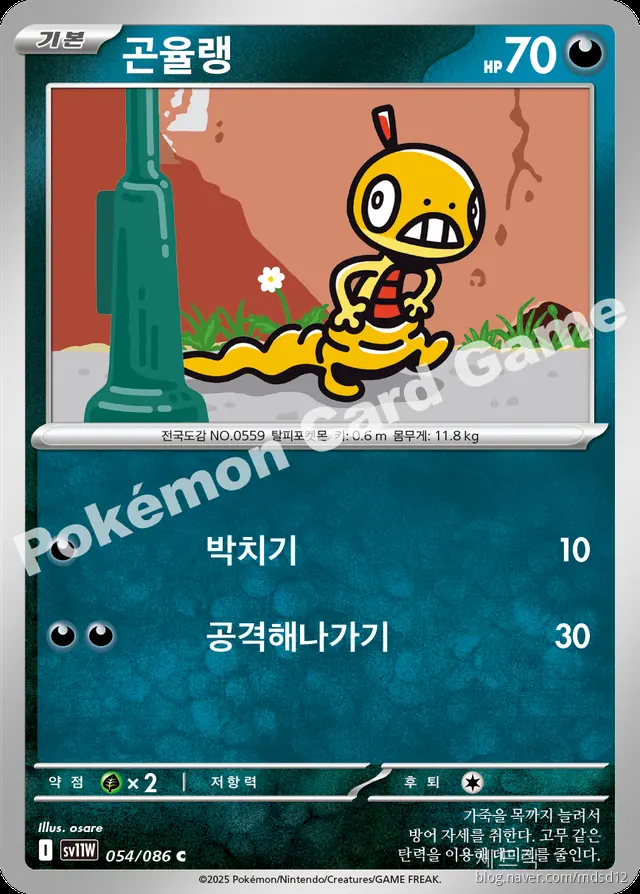 기본
곤율랭
HP 70
전국도감 NO.0559 탈피포켓몬 키: 0.6 m 몸무게: 11.8 kg
Pokémon Card Game
박치기 10
공격해나가기 30
약점 ×2 저항력 후퇴
Illus. osare
가죽을 목까지 늘려서
방어 자세를 취한다. 고무 같은
탄력을 이용해 대미지를 줄인다.
I sv11W 054/086 C
©2025 Pokémon/Nintendo/Creatures/GAME FREAK.
blog.naver.com/mdsd12